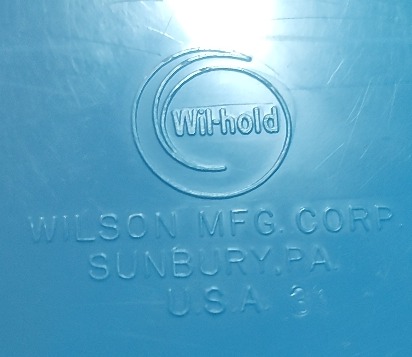 Wil-hold
WILSON MFG. CORP.
SUNBURY, PA.
U.S.A. 31